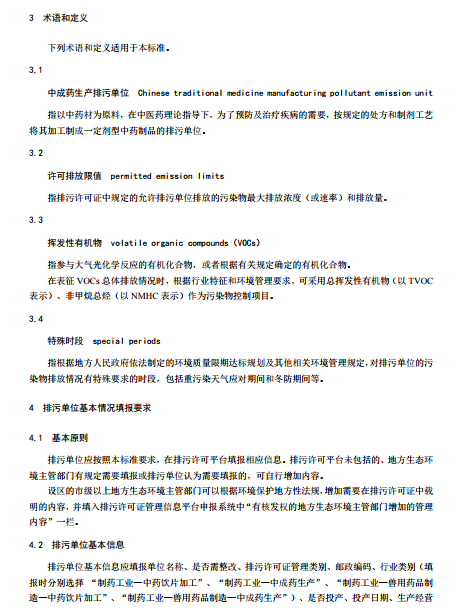 3 术语和定义
下列术语和定义适用于本标准。
3.1
中成药生产排污单位 Chinese traditional medicine manufacturing pollutant emission unit
指以中药材为原料，在中医药理论指导下，为了预防及治疗疾病的需要，按规定的处方和制剂工艺
将其加工制成一定剂型中药制品的排污单位。
3.2
许可排放限值 permitted emission limits
指排污许可证中规定的允许排污单位排放的污染物最大排放浓度（或速率）和排放量。
3.3
挥发性有机物 volatile organic compounds (VOCs)
指参与大气光化学反应的有机化合物，或者根据有关规定确定的有机化合物。
在表征 VOCs 总体排放情况时，根据行业特征和环境管理要求，可采用总挥发性有机物（以 TVOC
表示）、非甲烷总烃（以 NMHC 表示）作为污染物控制项目。
3.4
特殊时段 special periods
指根据地方人民政府依法制定的环境质量限期达标规划及其他相关环境管理规定，对排污单位的污
染物排放情况有特殊要求的时段，包括重污染天气应对期间和冬防期间等。
4 排污单位基本情况填报要求
4.1 基本原则
排污单位应按照本标准要求，在排污许可平台填报相应信息。排污许可平台未包括的、地方生态环
境主管部门有规定需要填报或排污单位认为需要填报的，可自行增加内容。
设区的市级以上地方生态环境主管部门可以根据环境保护地方性法规，增加需要在排污许可证中载
明的内容，并填入排污许可证管理信息平台申报系统中“有核发权的地方生态环境主管部门增加的管理
内容”一栏。
4.2 排污单位基本信息
排污单位基本信息应填报单位名称、是否需整改、排污许可证管理类别、邮政编码、行业类别（填
报时分别选择 “制药工业—中药饮片加工”、“制药工业—中成药生产”、“制药工业—兽用药品制
造—中药饮片加工”、“制药工业—兽用药品制造—中成药生产”）、是否投产、投产日期、生产经营